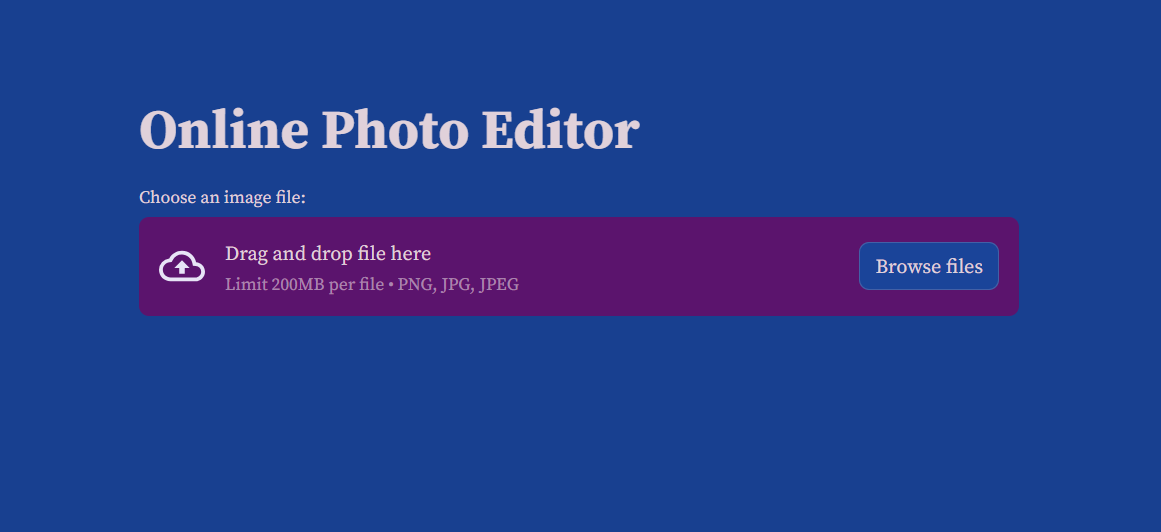 Online Photo Editor
Choose an image file:
Drag and drop file here
Limit 200MB per file • PNG, JPG, JPEG
Browse files